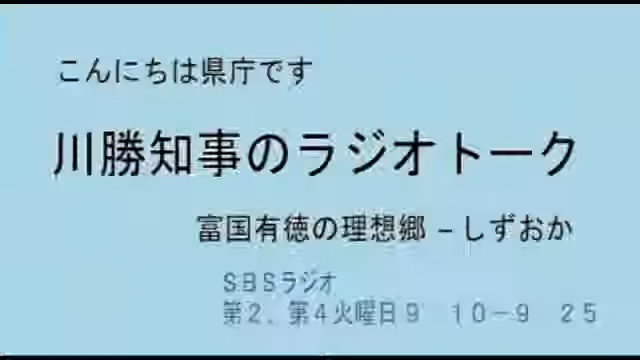 こんにちは県庁です
川勝知事のラジオトーク
富国有徳の理想郷－しずおか
ＳＢＳラジオ
第２．第４火曜日９　１０－９　２５